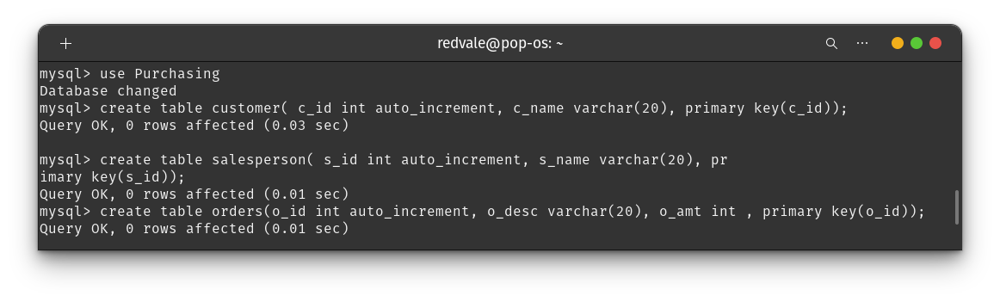 redvale@pop-os: ~
mysql> use Purchasing
Database changed
mysql> create table customer( c_id int auto_increment, c_name varchar(20), primary key(c_id));
Query OK, 0 rows affected (0.03 sec)
mysql> create table salesperson( s_id int auto_increment, s_name varchar(20), pr
imary key(s_id));
Query OK, 0 rows affected (0.01 sec)
mysql> create table orders(o_id int auto_increment, o_desc varchar(20), o_amt int , primary key(o_id));
Query OK, 0 rows affected (0.01 sec)